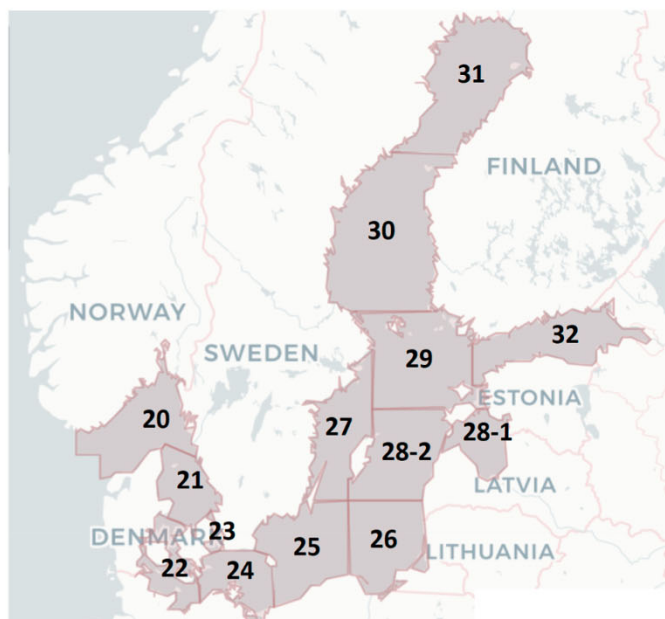 31
FINLAND
30
NORWAY
32
SWEDEN
29
ESTONIA
20
27
28-1
28-2
21
LATVIA
DENMARK
23
25
26
LITHUANIA
22
24